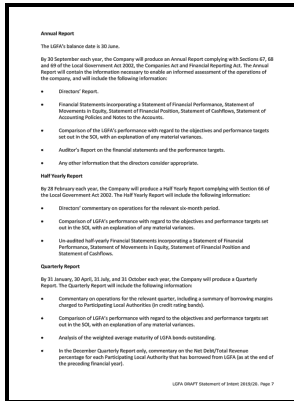 Annual Report
The LGFA's balance date is 30 June.
By 30 September each year, the Company will produce an Annual Report complying with Sections 67, 68
and 69 of the Local Government Act 2002, the Companies Act and Financial Reporting Act. The Annual
Report will contain the information necessary to enable an informed assessment of the operations of
the company, and will include the following information:
• Directors' Report.
• Financial Statements incorporating a Statement of Financial Performance, Statement of
Movements in Equity, Statement of Financial Position, Statement of Cashflows, Statement of
Accounting Policies and Notes to the Accounts.
• Comparison of the LGFA's performance with regard to the objectives and performance targets
set out in the SOI, with an explanation of any material variances.
• Auditor's Report on the financial statements and the performance targets.
• Any other information that the directors consider appropriate.
Half Yearly Report
By 28 February each year, the Company will produce a Half Yearly Report complying with Section 66 of
the Local Government Act 2002. The Half Yearly Report will include the following information:
• Directors' commentary on operations for the relevant six-month period.
• Comparison of LGFA's performance with regard to the objectives and performance targets set
out in the SOI, with an explanation of any material variances.
• Un-audited half-yearly Financial Statements incorporating a Statement of Financial
Performance, Statement of Movements in Equity, Statement of Financial Position and
Statement of Cashflows.
Quarterly Report
By 31 January, 30 April, 31 July, and 31 October each year, the Company will produce a Quarterly
Report. The Quarterly Report will include the following information:
• Commentary on operations for the relevant quarter, including a summary of borrowing margins
charged to Participating Local Authorities (in credit rating bands).
• Comparison of LGFA's performance with regard to the objectives and performance targets set
out in the SOI, with an explanation of any material variances.
• Analysis of the weighted average maturity of LGFA bonds outstanding.
• In the December Quarterly Report only, commentary on the Net Debt/Total Revenue
percentage for each Participating Local Authority that has borrowed from LGFA (as at the end of
the preceding financial year).
LGFA DRAFT Statement of Intent 2019/20. Page 7